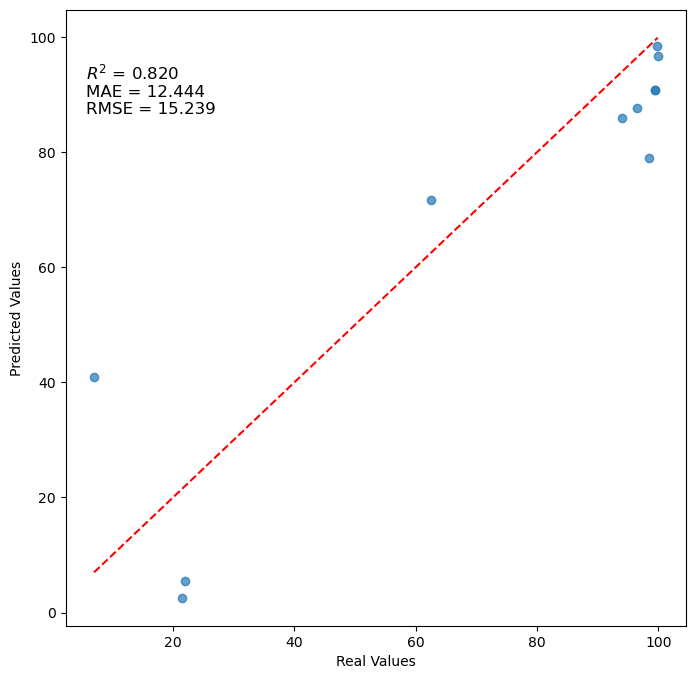 100
80
60
40
20
0
Predicted Values
R² = 0.820
MAE = 12.444
RMSE = 15.239
20 40 60 80 100
Real Values